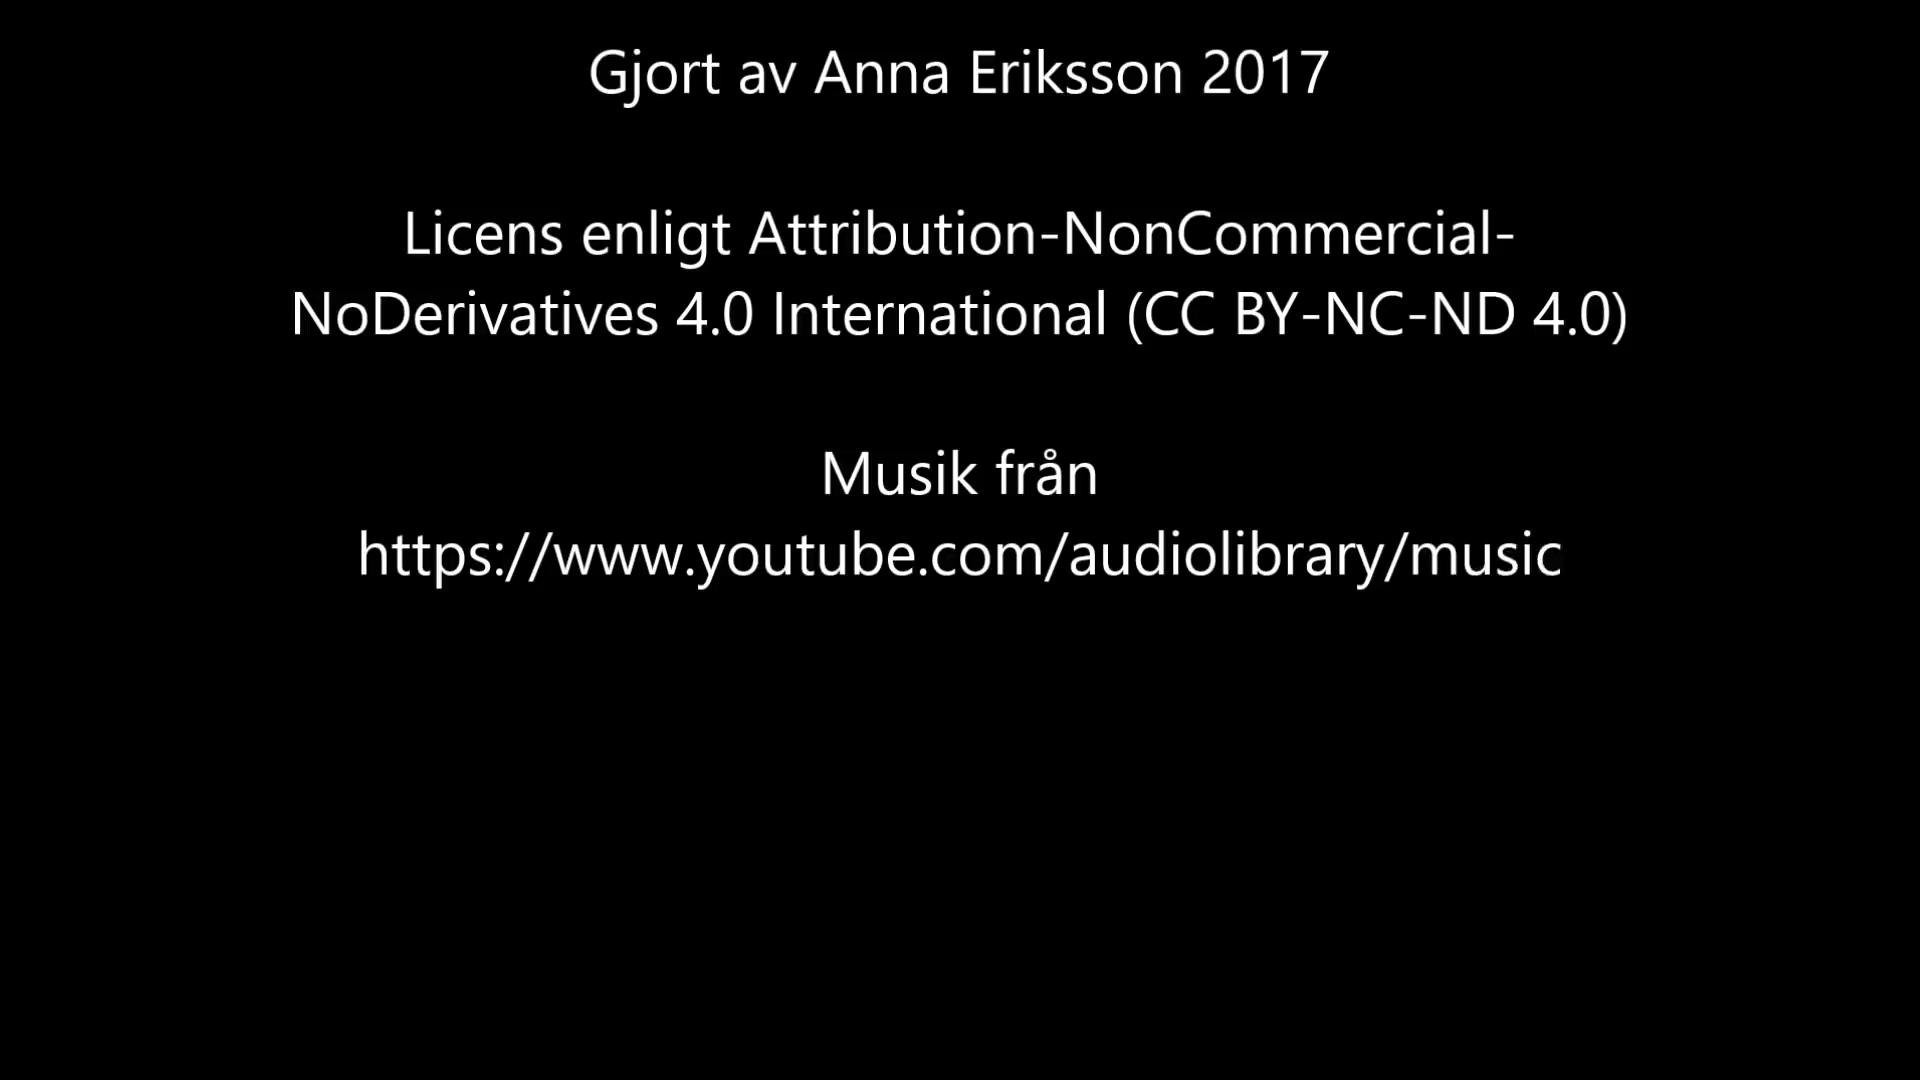 Gjort av Anna Eriksson 2017
Licens enligt Attribution-NonCommercial-
NoDerivatives 4.0 International (CC BY-NC-ND 4.0)
Musik från
https://www.youtube.com/audiolibrary/music